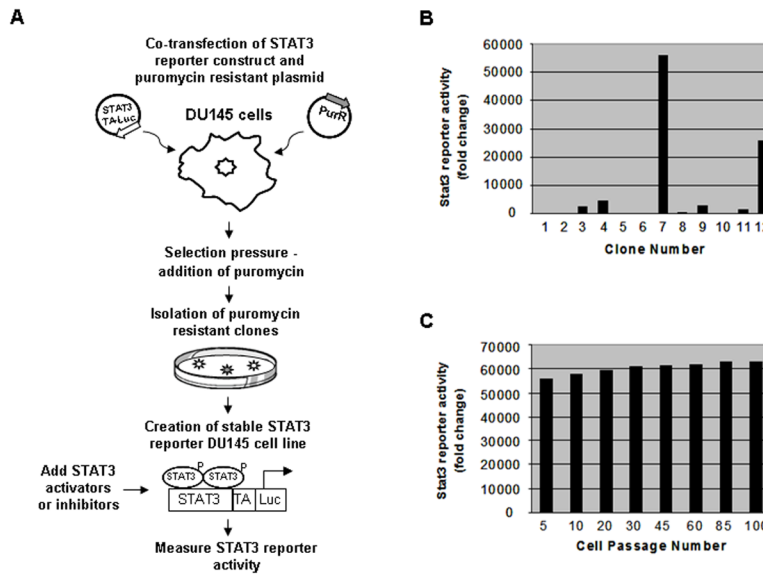 A
Co-transfection of STAT3
reporter construct and
puromycin resistant plasmid
STAT3
TA-Luc
DU145 cells
PurrR
Selection pressure -
addition of puromycin
Isolation of puromycin
resistant clones
Creation of stable STAT3
reporter DU145 cell line
Add STAT3
activators
or inhibitors
P
P
STAT3
STAT3
STAT3
TA
Luc
Measure STAT3 reporter
activity
B
Stat3 reporter activity
(fold change)
60000
50000
40000
30000
20000
10000
0
1 2 3 4 5 6 7 8 9 10 11 12
Clone Number
C
Stat3 reporter activity
(fold change)
70000
60000
50000
40000
30000
20000
10000
0
5 10 20 30 45 60 85 100
Cell Passage Number